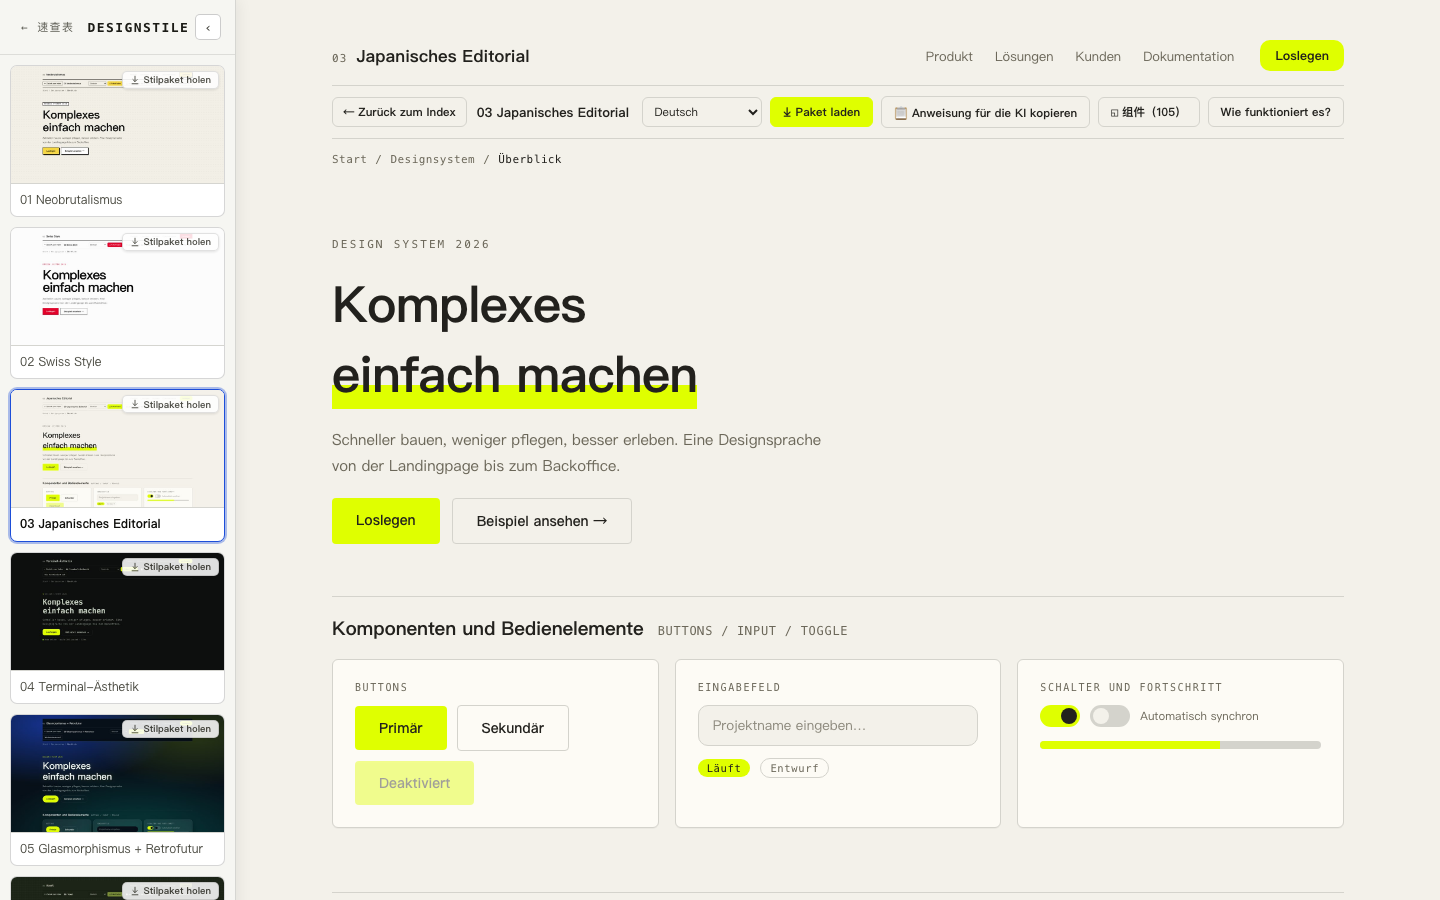 ← 速查表 DESIGNSTILE ‹
Stilpaket holen
Komplexes
einfach machen
01 Neobrutalismus
Stilpaket holen
Komplexes
einfach machen
02 Swiss Style
Stilpaket holen
Komplexes
einfach machen
03 Japanisches Editorial
Stilpaket holen
Komplexes
einfach machen
04 Terminal-Ästhetik
Stilpaket holen
Komplexes
einfach machen
05 Glasmorphismus + Retrofutur
Stilpaket holen
03 Japanisches Editorial Produkt Lösungen Kunden Dokumentation Loslegen
← Zurück zum Index 03 Japanisches Editorial Deutsch ↓ Paket laden 📋 Anweisung für die KI kopieren ◱ 组件（105） Wie funktioniert es?
Start / Designsystem / Überblick
DESIGN SYSTEM 2026
Komplexes
einfach machen
Schneller bauen, weniger pflegen, besser erleben. Eine Designsprache
von der Landingpage bis zum Backoffice.
Loslegen Beispiel ansehen →
Komponenten und Bedienelemente BUTTONS / INPUT / TOGGLE
BUTTONS
Primär Sekundär
Deaktiviert
EINGABEFELD
Projektname eingeben…
Läuft Entwurf
SCHALTER UND FORTSCHRITT
Automatisch synchron